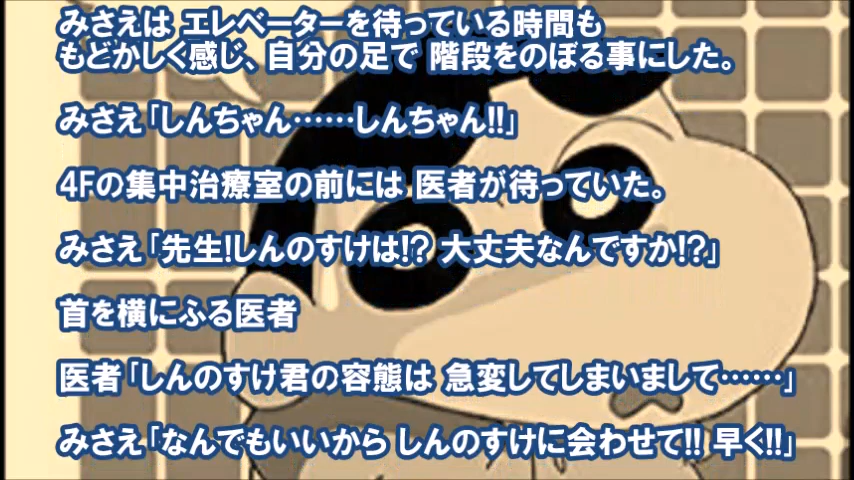 みさえは エレベーターを待っている時間も
もどかしく感じ、自分の足で 階段をのぼる事にした。
みさえ「しんちゃん……しんちゃん!!」
4Fの集中治療室の前には 医者が待っていた。
みさえ「先生!しんのすけは!? 大丈夫なんですか!?」
首を横にふる医者
医者「しんのすけ君の容態は 急変してしまいまして……」
みさえ「なんでもいいから しんのすけに会わせて!! 早く!!」